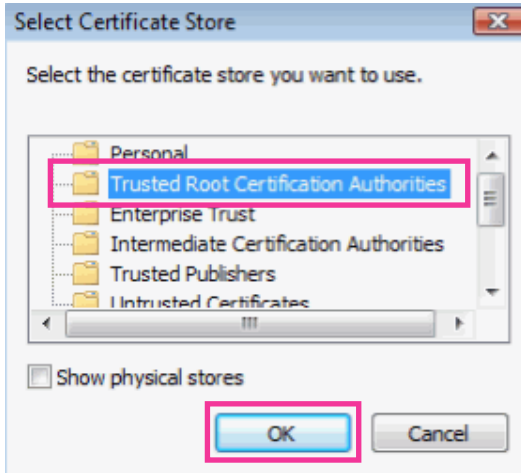 Select Certificate Store
Select the certificate store you want to use.
Personal
Trusted Root Certification Authorities
Enterprise Trust
Intermediate Certification Authorities
Trusted Publishers
Untrusted Certificates
Show physical stores
OK Cancel